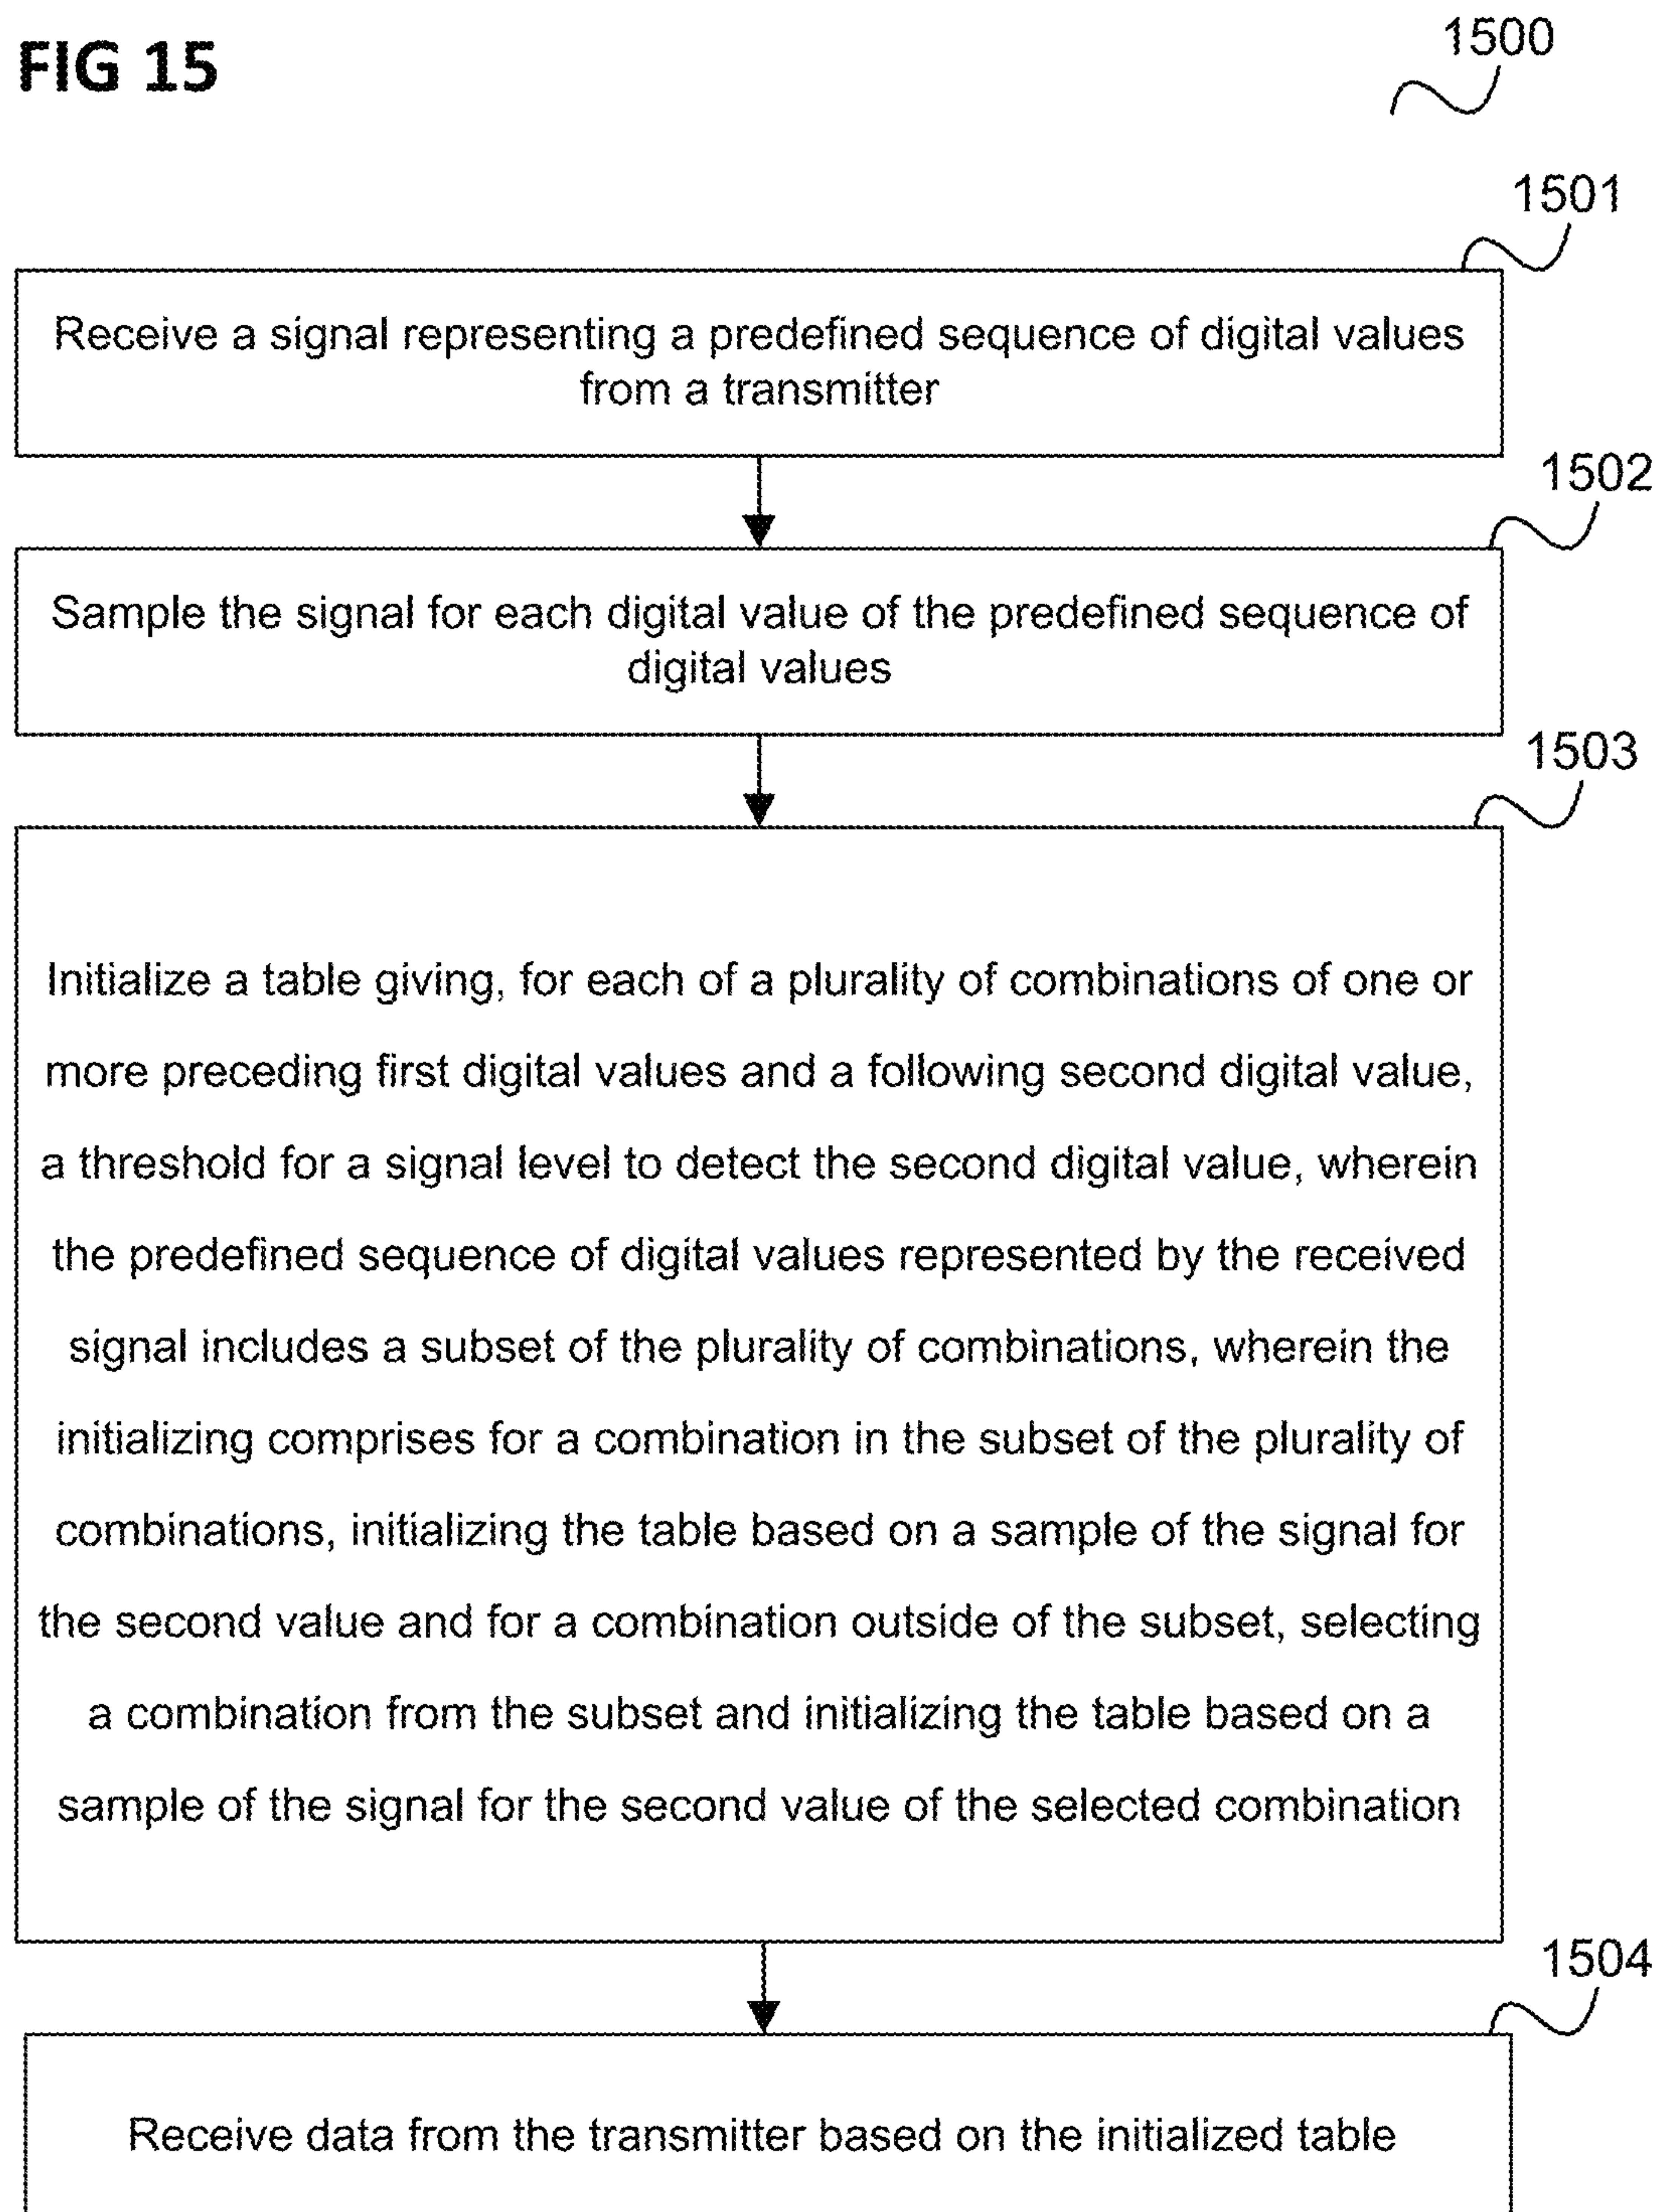 FIG 15
1500
1501
Receive a signal representing a predefined sequence of digital values
from a transmitter
1502
Sample the signal for each digital value of the predefined sequence of
digital values
1503
Initialize a table giving, for each of a plurality of combinations of one or
more preceding first digital values and a following second digital value,
a threshold for a signal level to detect the second digital value, wherein
the predefined sequence of digital values represented by the received
signal includes a subset of the plurality of combinations, wherein the
initializing comprises for a combination in the subset of the plurality of
combinations, initializing the table based on a sample of the signal for
the second value and for a combination outside of the subset, selecting
a combination from the subset and initializing the table based on a
sample of the signal for the second value of the selected combination
1504
Receive data from the transmitter based on the initialized table